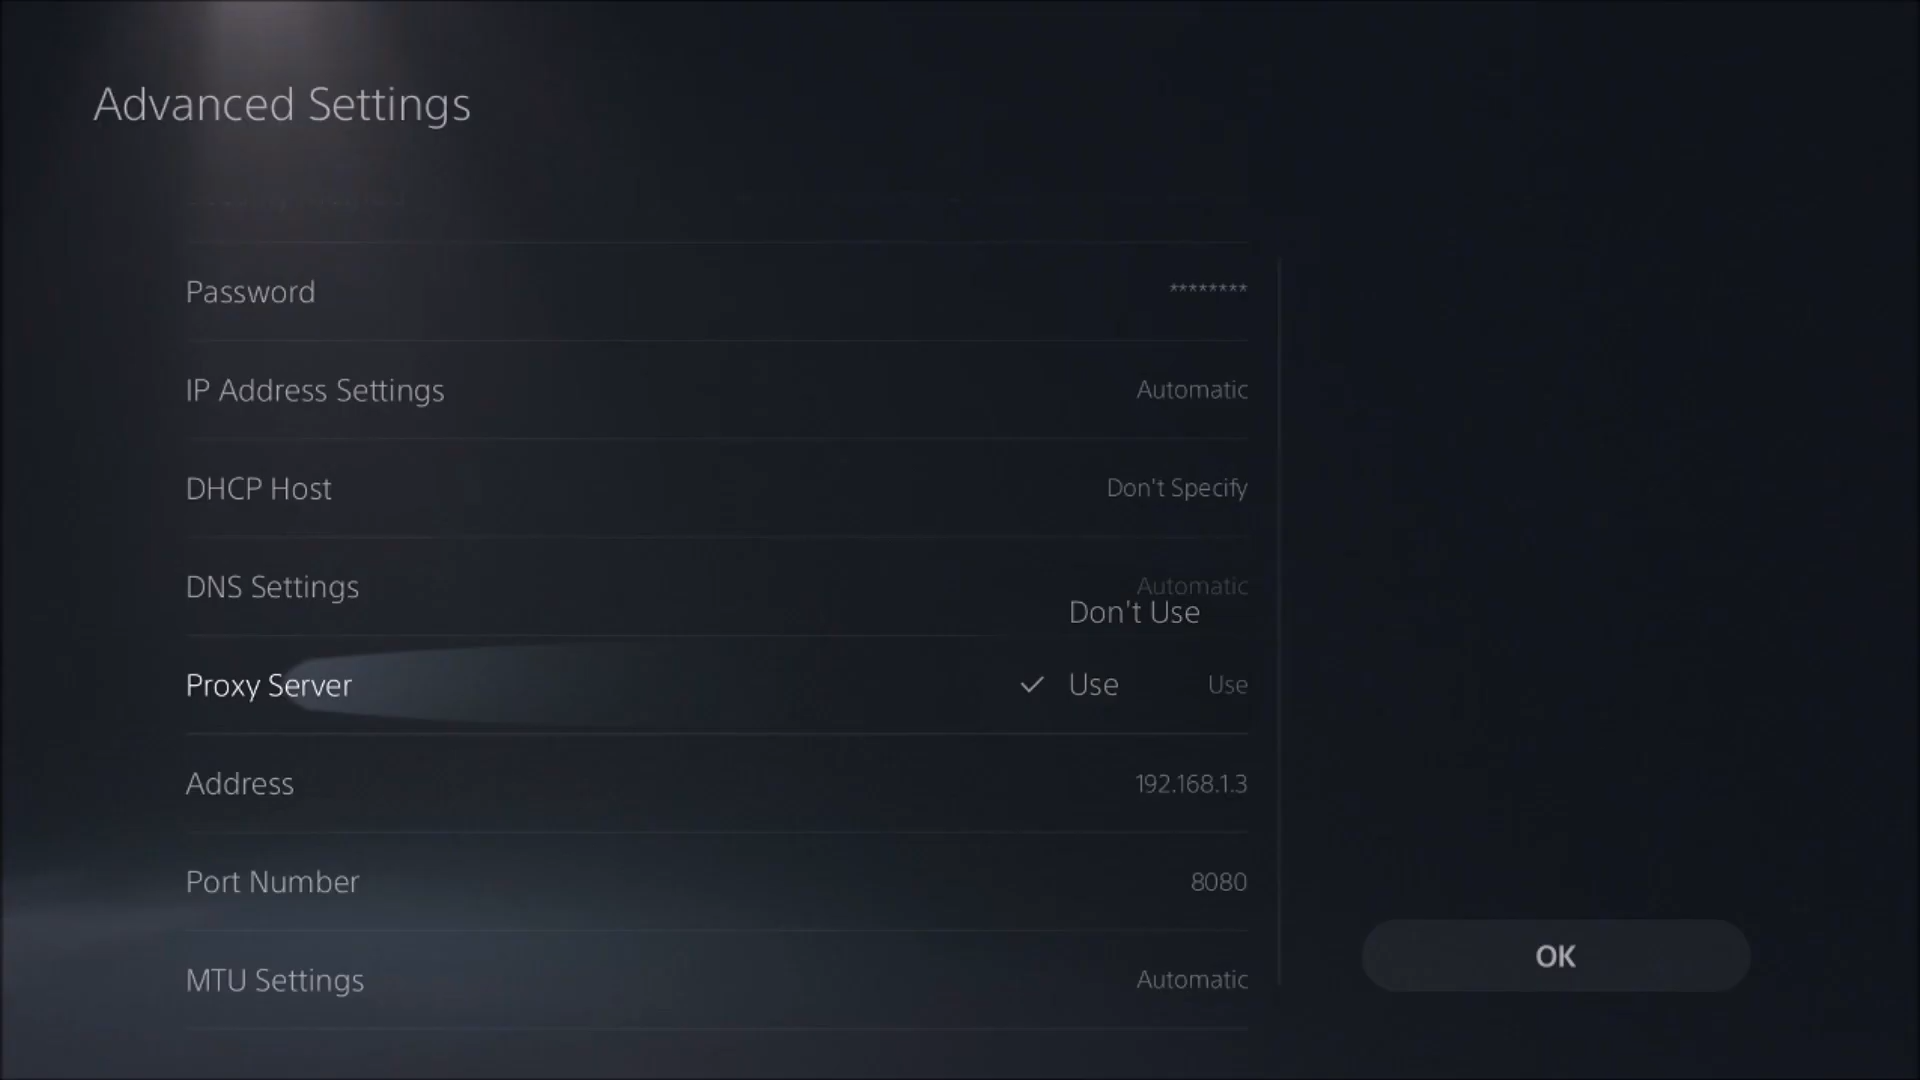 Advanced Settings
Password ********
IP Address Settings Automatic
DHCP Host Don't Specify
DNS Settings Automatic
Don't Use
Proxy Server Use Use
Address 192.168.1.3
Port Number 8080
OK
MTU Settings Automatic